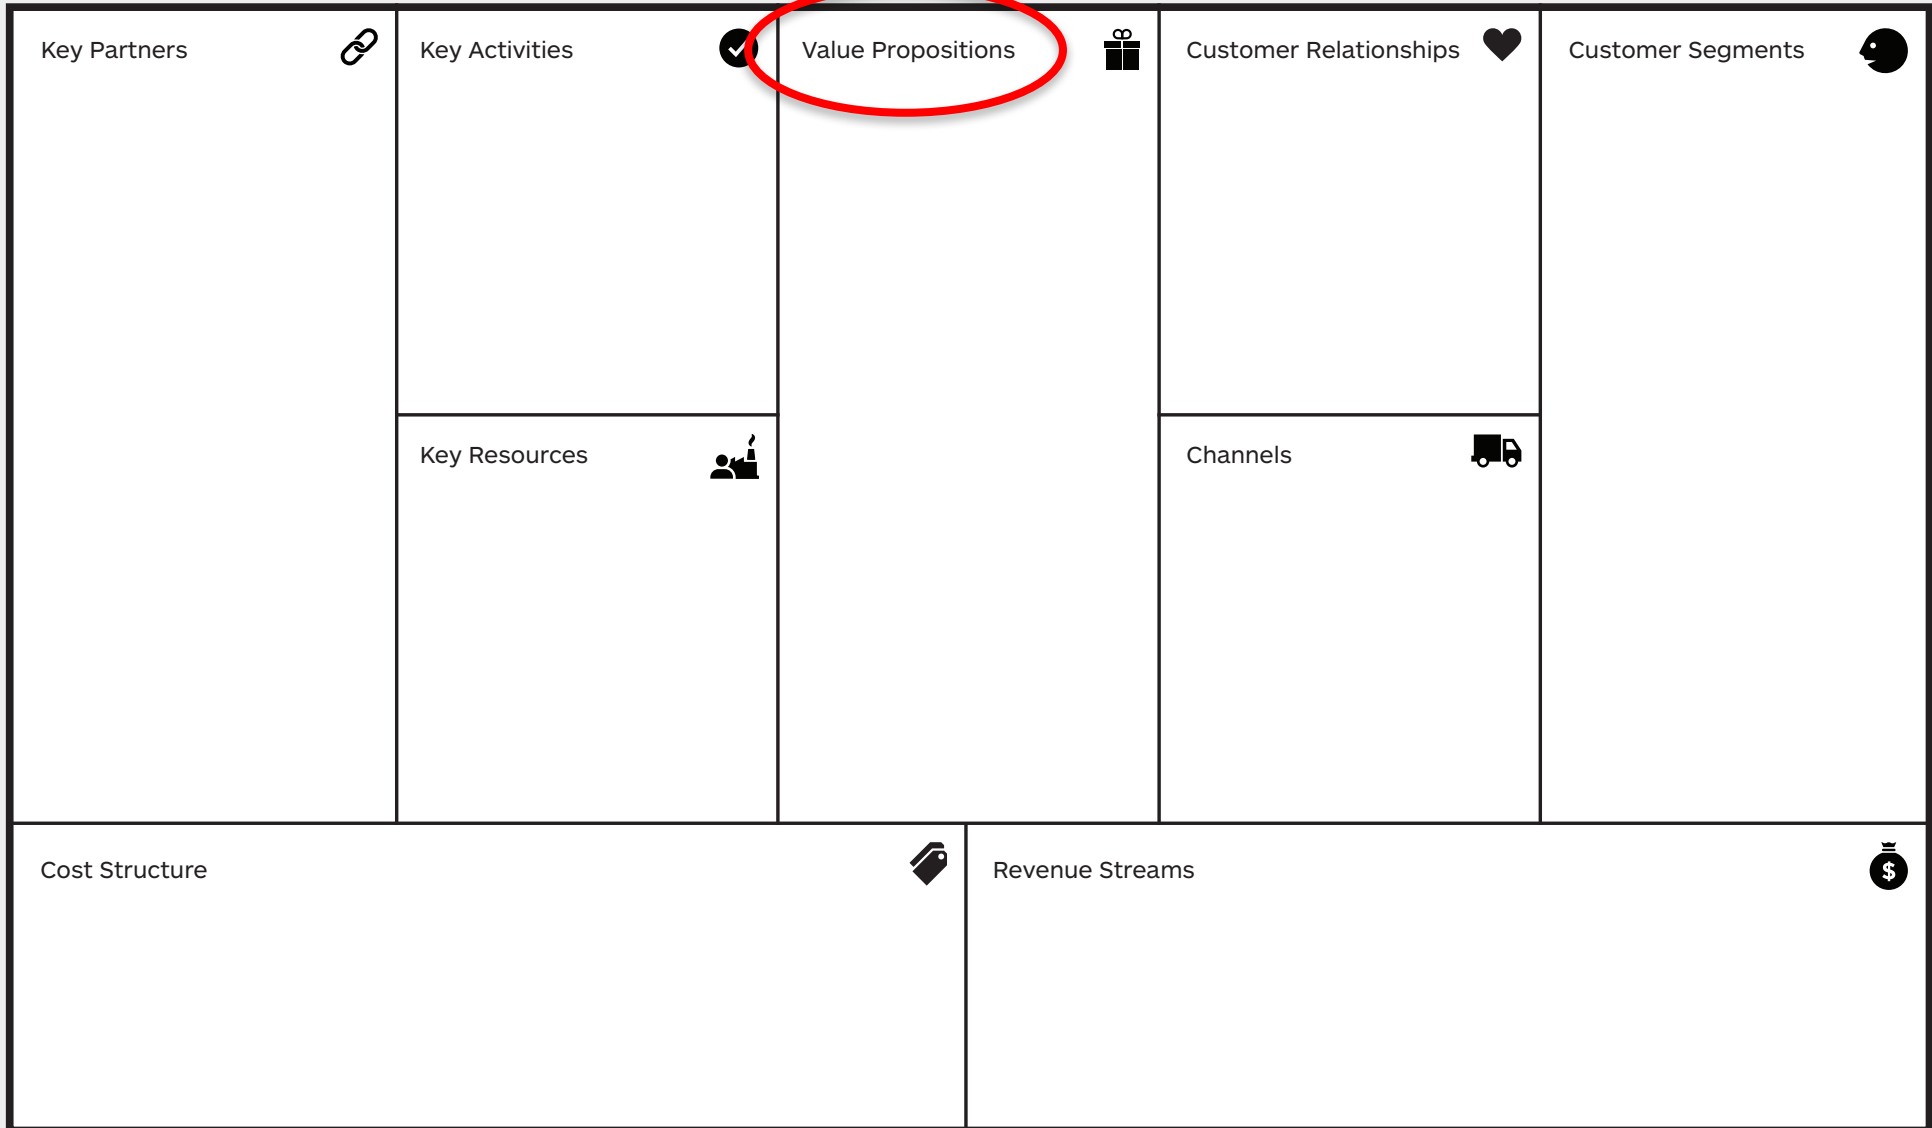 Key Partners
Key Activities
Value Propositions
Customer Relationships
Customer Segments
Key Resources
Channels
Cost Structure
Revenue Streams
$